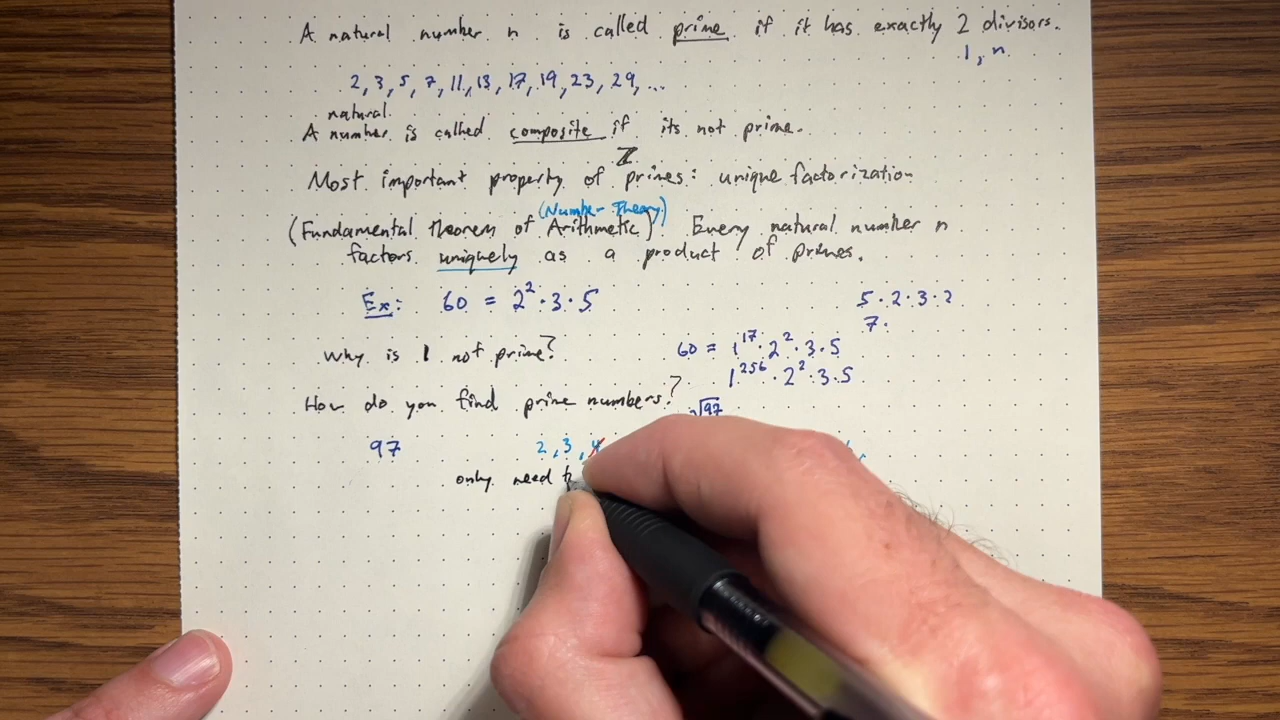 A natural number n is called prime if it has exactly 2 divisors.
1, n
2, 3, 5, 7, 11, 13, 17, 19, 23, 29, ...
natural
A number is called composite if its not prime.
ℤ
Most important property of primes: unique factorization
(Number Theory)
(Fundamental theorem of Arithmetic) Every natural number n
factors uniquely as a product of primes.
Ex: 60 = 2²·3·5
5·2·3·2
7·
Why is 1 not prime?
60 = 1¹⁷·2²·3·5
1²⁵⁶·2²·3·5
How do you find prime numbers?
√97
97 2, 3, 4
only need